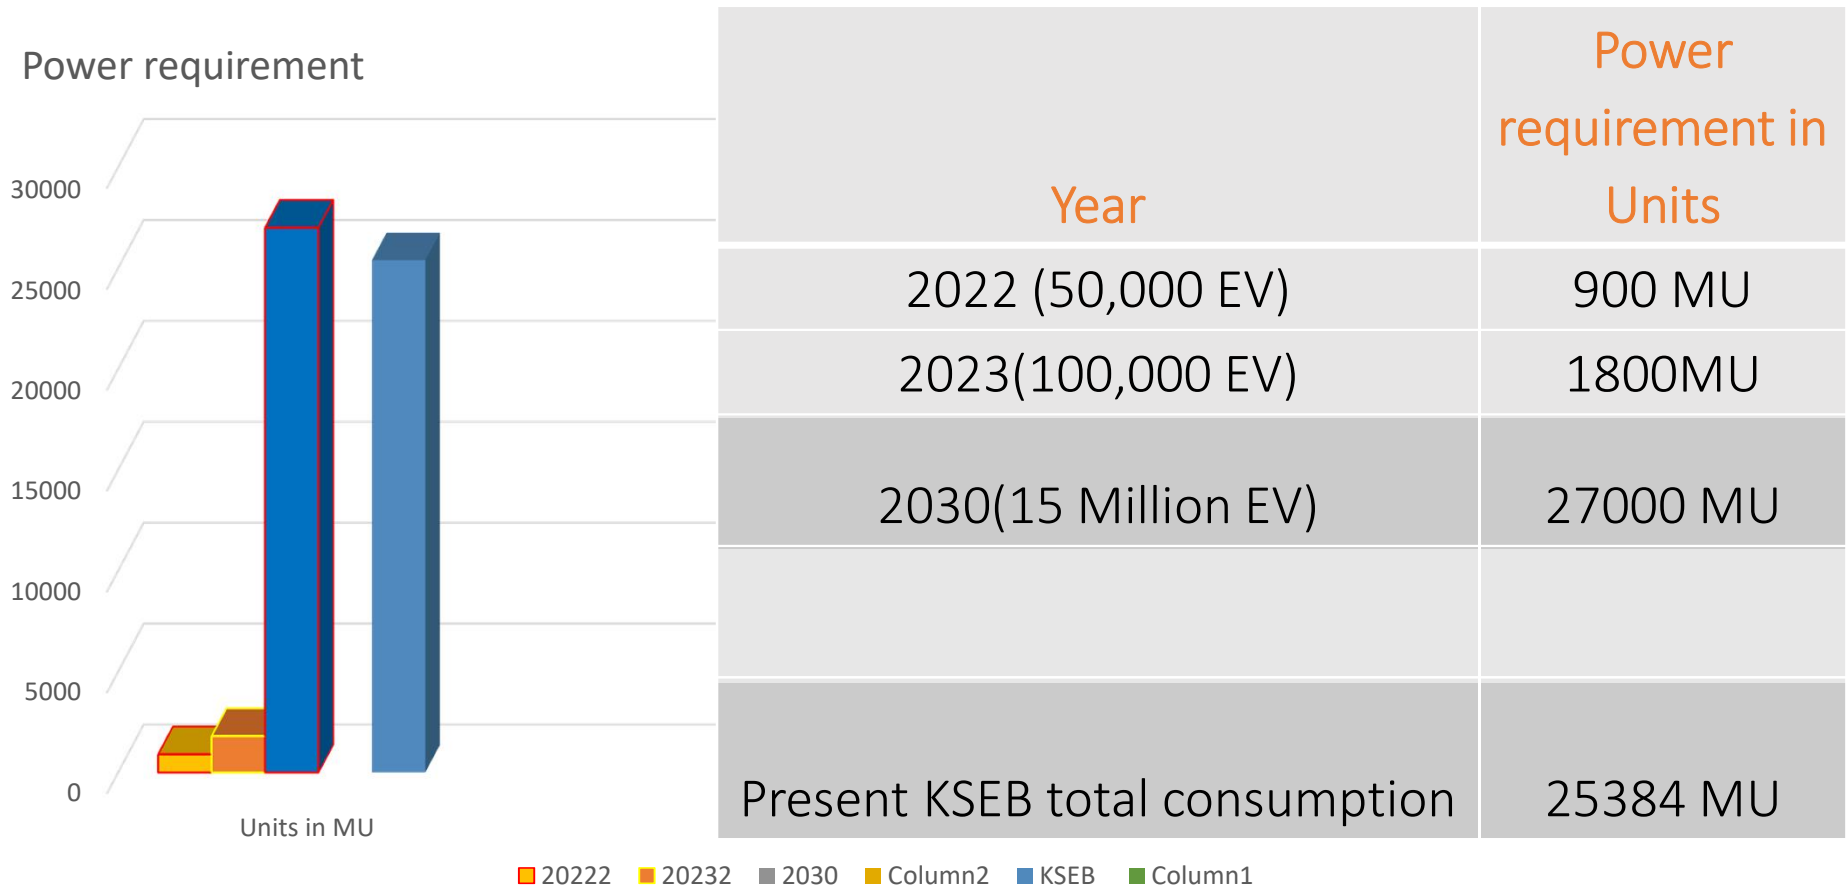 Power requirement
30000
25000
20000
15000
10000
5000
0
Units in MU
Year
Power
requirement in
Units
2022 (50,000 EV)
900 MU
2023(100,000 EV)
1800MU
2030(15 Million EV)
27000 MU
Present KSEB total consumption
25384 MU
20222
20232
2030
Column2
KSEB
Column1